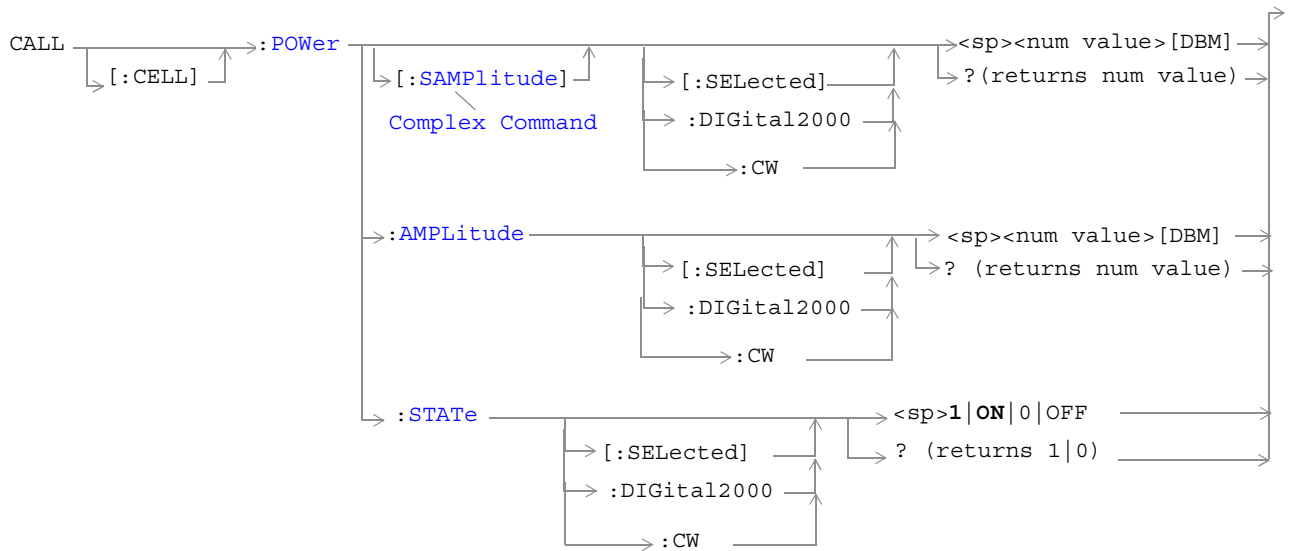 CALL :POWer <sp><num value>[DBM]
[:CELL] [:SAMPlitude] [:SELected] ?(returns num value)
Complex Command :DIGital2000
:CW
:AMPLitude <sp><num value>[DBM]
[:SELected] ? (returns num value)
:DIGital2000
:CW
:STATe <sp>1|ON|0|OFF
[:SELected] ? (returns 1|0)
:DIGital2000
:CW